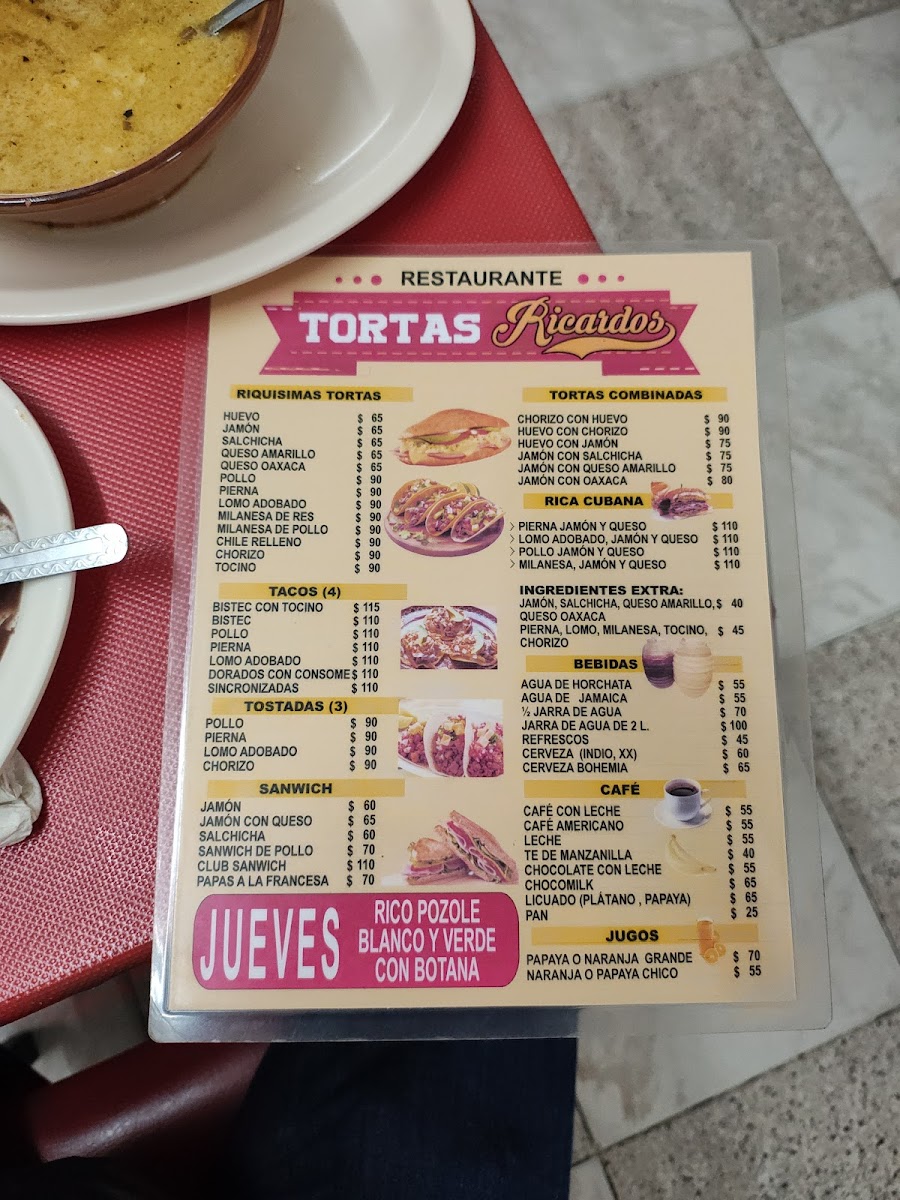 RESTAURANTE
TORTAS Ricardos
RIQUISIMAS TORTAS
HUEVO $ 65
JAMÓN $ 65
SALCHICHA $ 65
QUESO AMARILLO $ 65
QUESO OAXACA $ 65
POLLO $ 90
PIERNA $ 90
LOMO ADOBADO $ 90
MILANESA DE RES $ 90
MILANESA DE POLLO $ 90
CHILE RELLENO $ 90
CHORIZO $ 90
TOCINO $ 90
TACOS (4)
BISTEC CON TOCINO $ 115
BISTEC $ 110
POLLO $ 110
PIERNA $ 110
LOMO ADOBADO $ 110
DORADOS CON CONSOME $ 110
SINCRONIZADAS $ 110
TOSTADAS (3)
POLLO $ 90
PIERNA $ 90
LOMO ADOBADO $ 90
CHORIZO $ 90
SANWICH
JAMÓN $ 60
JAMÓN CON QUESO $ 65
SALCHICHA $ 60
SANWICH DE POLLO $ 70
CLUB SANWICH $ 110
PAPAS A LA FRANCESA $ 70
JUEVES
RICO POZOLE
BLANCO Y VERDE
CON BOTANA
TORTAS COMBINADAS
CHORIZO CON HUEVO $ 90
HUEVO CON CHORIZO $ 90
HUEVO CON JAMÓN $ 75
JAMÓN CON SALCHICHA $ 75
JAMÓN CON QUESO AMARILLO $ 75
JAMÓN CON OAXACA $ 80
RICA CUBANA
> PIERNA JAMÓN Y QUESO $ 110
> LOMO ADOBADO, JAMÓN Y QUESO $ 110
> POLLO JAMÓN Y QUESO $ 110
> MILANESA, JAMÓN Y QUESO $ 110
INGREDIENTES EXTRA:
JAMÓN, SALCHICHA, QUESO AMARILLO, $ 40
QUESO OAXACA
PIERNA, LOMO, MILANESA, TOCINO, $ 45
CHORIZO
BEBIDAS
AGUA DE HORCHATA $ 55
AGUA DE JAMAICA $ 55
½ JARRA DE AGUA $ 70
JARRA DE AGUA DE 2 L. $ 100
REFRESCOS $ 45
CERVEZA (INDIO, XX) $ 60
CERVEZA BOHEMIA $ 65
CAFÉ
CAFÉ CON LECHE $ 55
CAFÉ AMERICANO $ 55
LECHE $ 55
TE DE MANZANILLA $ 40
CHOCOLATE CON LECHE $ 55
CHOCOMILK $ 65
LICUADO (PLÁTANO , PAPAYA) $ 65
PAN $ 25
JUGOS
PAPAYA O NARANJA GRANDE $ 70
NARANJA O PAPAYA CHICO $ 55